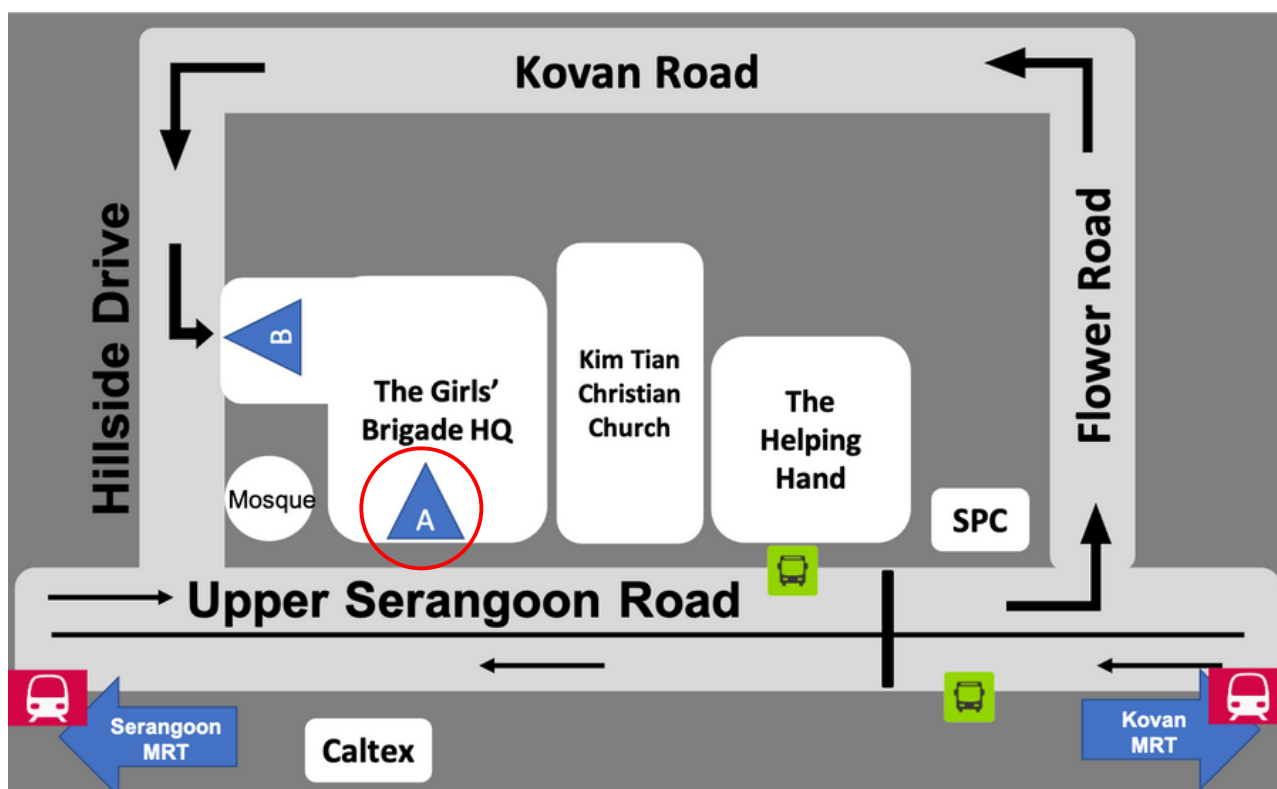 Kovan Road
Hillside Drive
Flower Road
B
The Girls’
Brigade HQ
A
Kim Tian
Christian
Church
The
Helping
Hand
Mosque
SPC
Upper Serangoon Road
Serangoon
MRT
Caltex
Kovan
MRT